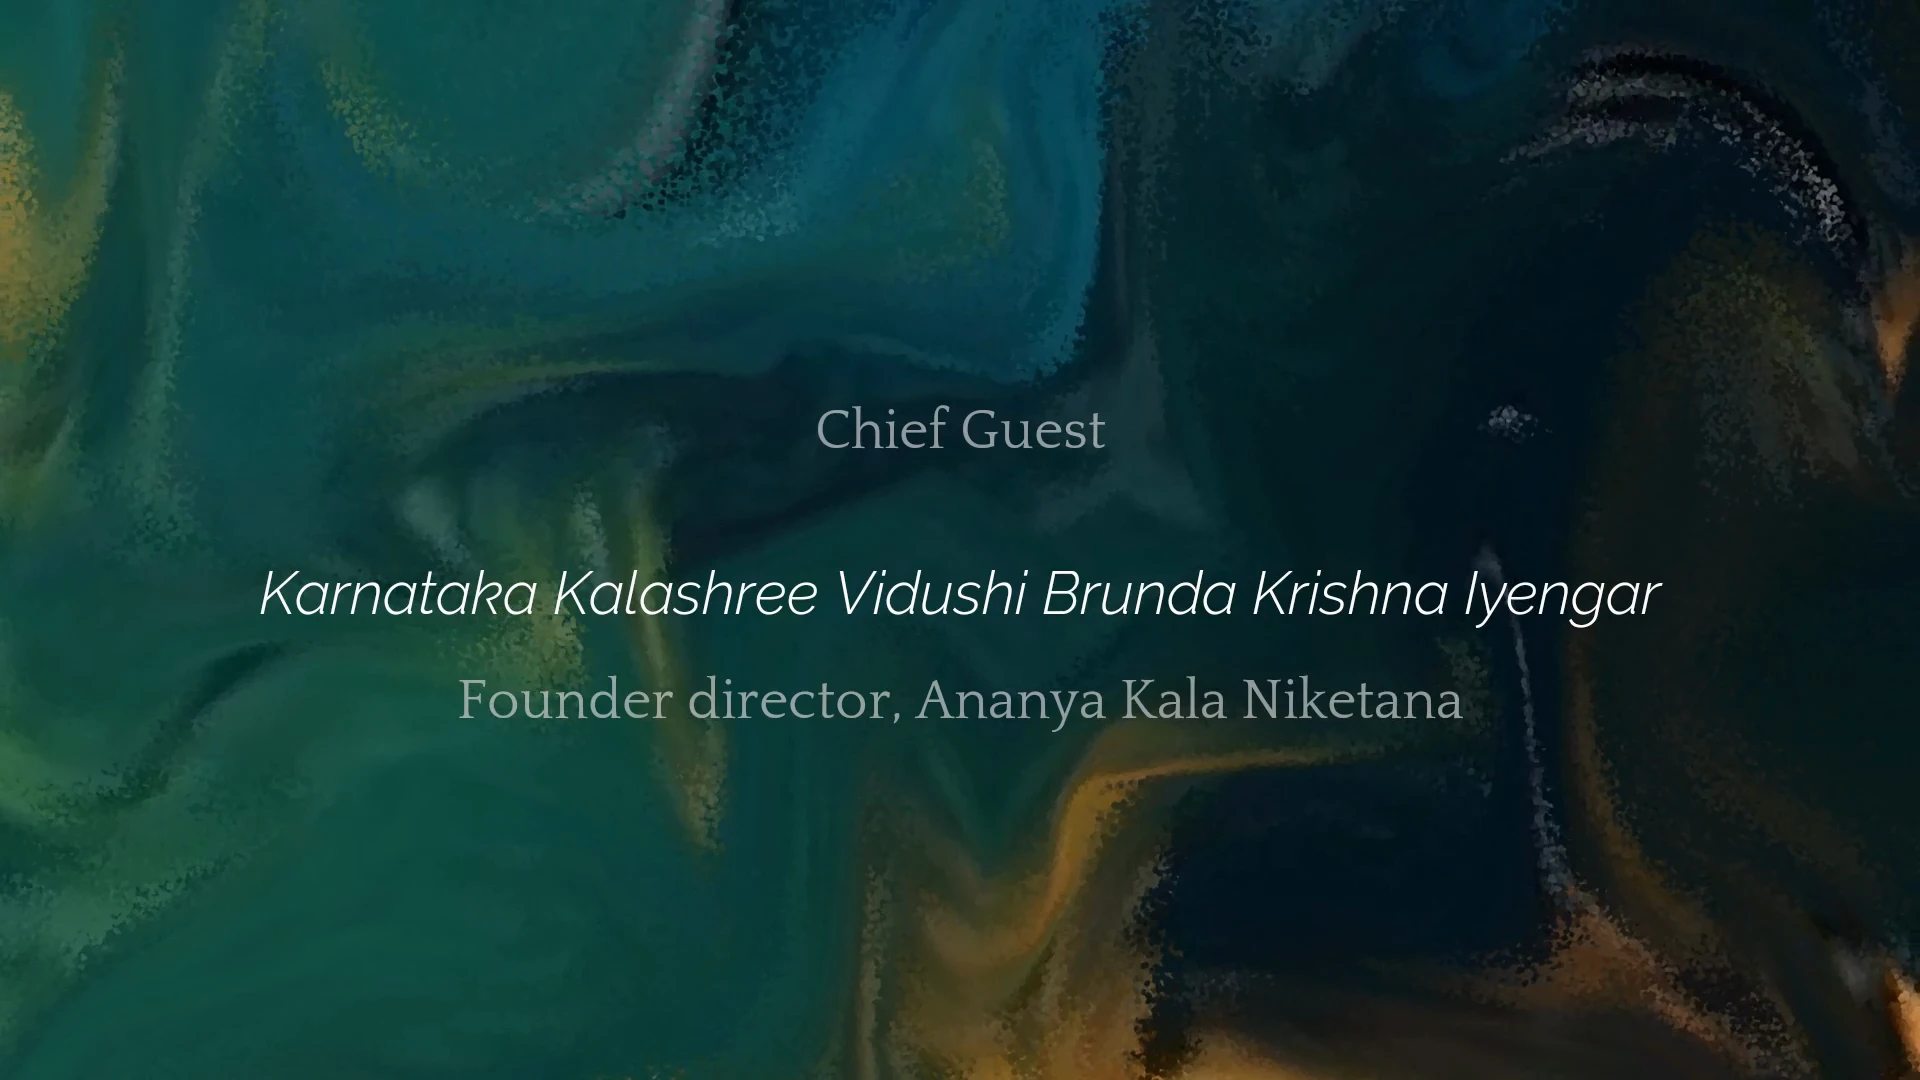 Chief Guest
Karnataka Kalashree Vidushi Brunda Krishna Iyengar
Founder director, Ananya Kala Niketana